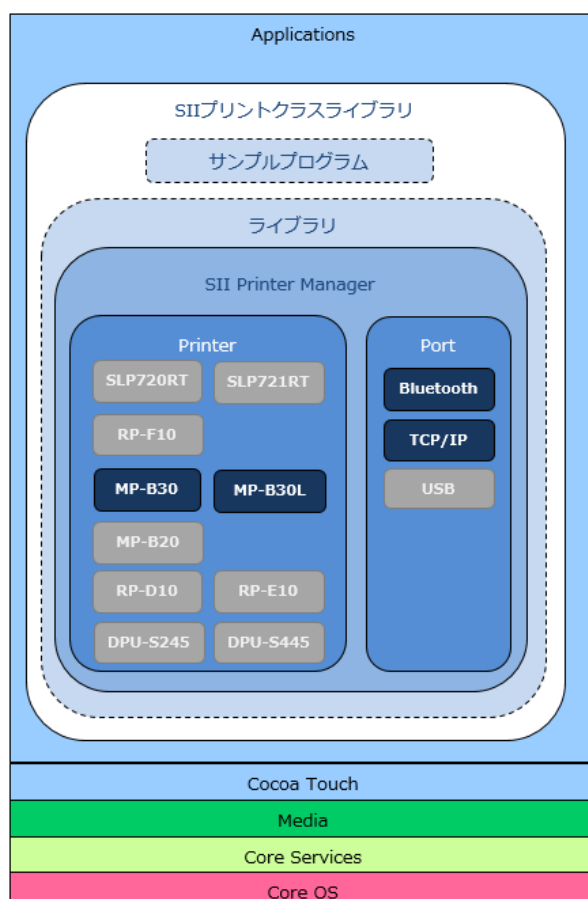 Applications
SIIプリントクラスライブラリ
サンプルプログラム
ライブラリ
SII Printer Manager
Printer
SLP720RT
SLP721RT
RP-F10
MP-B30
MP-B30L
MP-B20
RP-D10
RP-E10
DPU-S245
DPU-S445
Port
Bluetooth
TCP/IP
USB
Cocoa Touch
Media
Core Services
Core OS